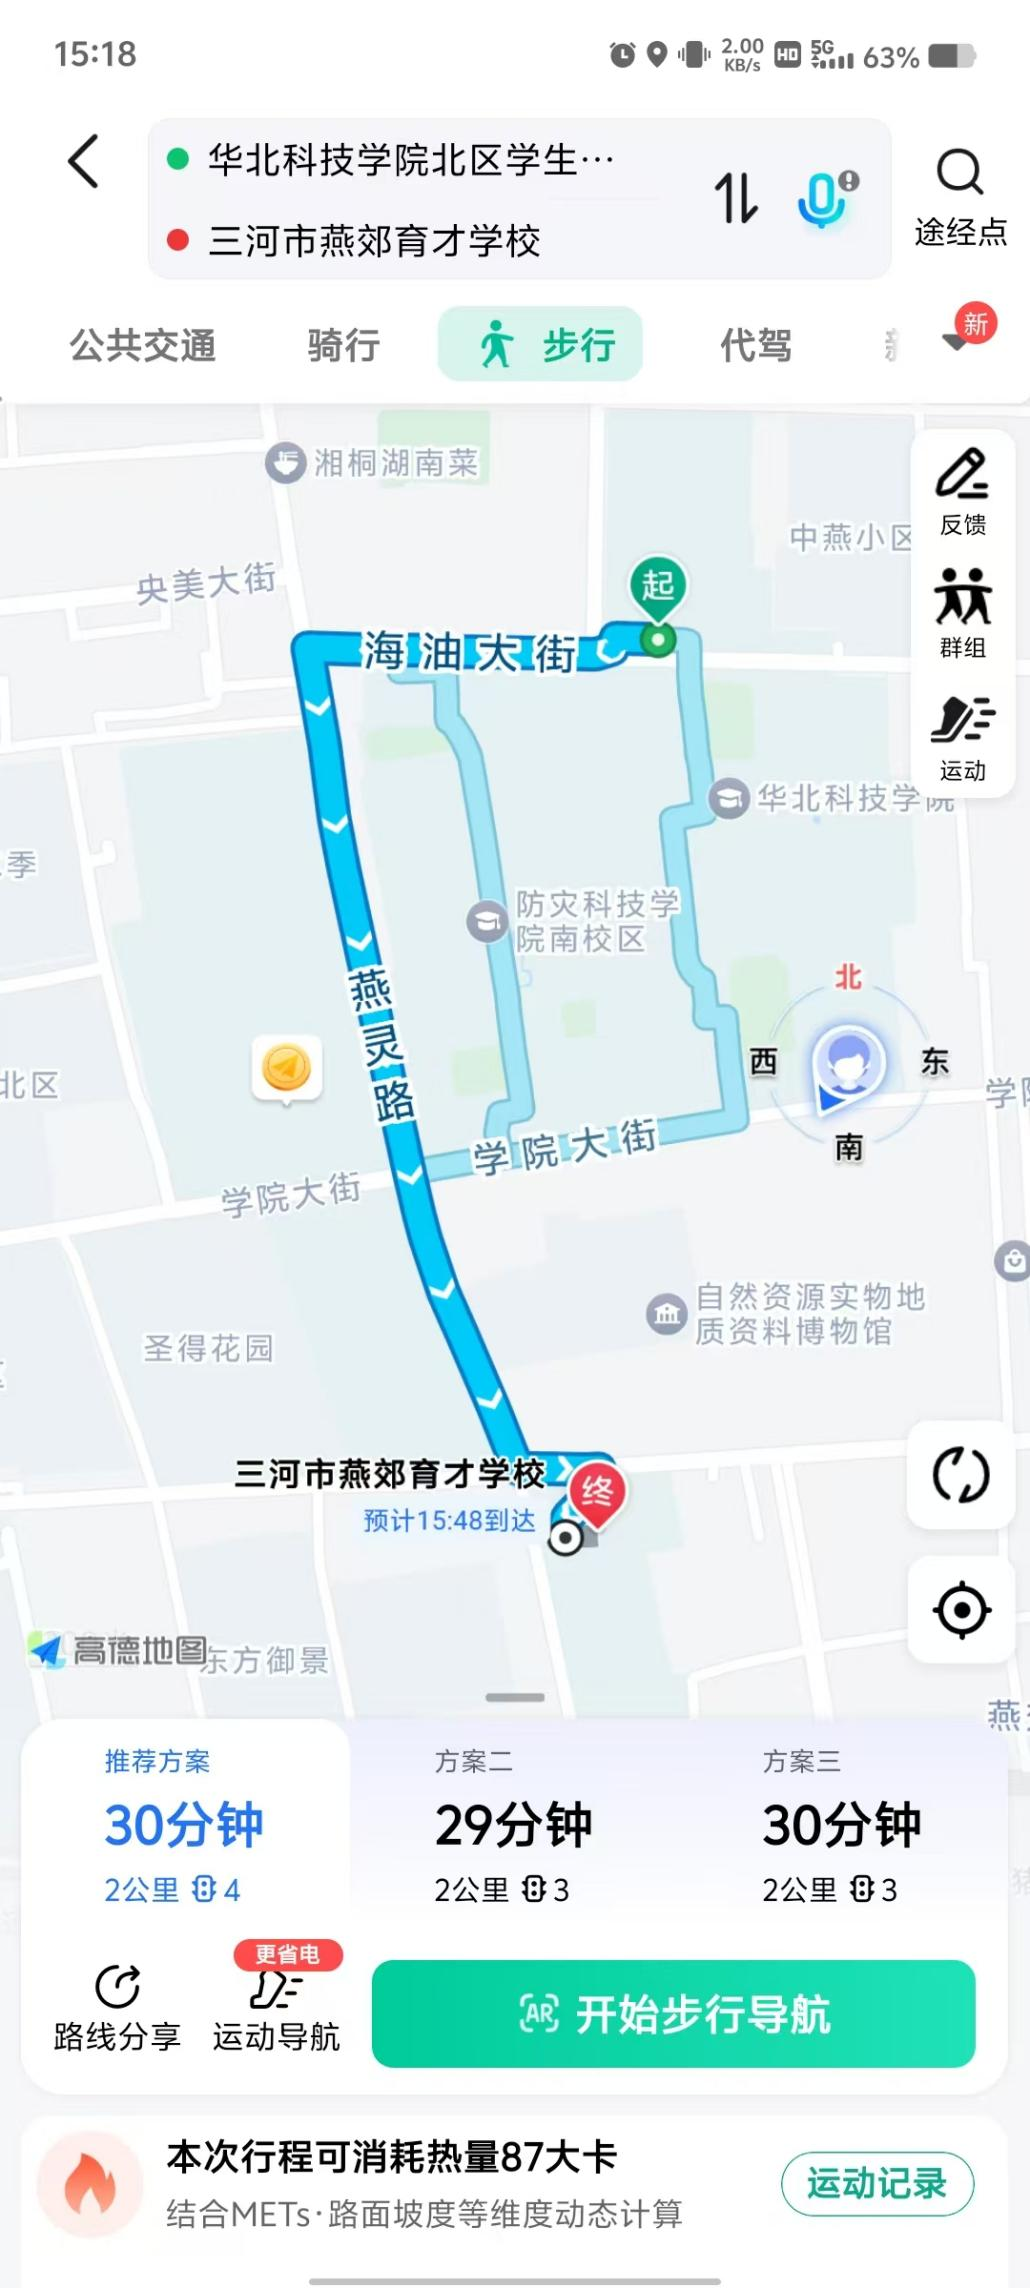 15:18
2.00
KB/s
HD
5G
63%
华北科技学院北区学生…
三河市燕郊育才学校
途经点
公共交通
骑行
步行
代驾
新
湘桐湖南菜
反馈
中燕小区
央美大街
起
群组
海油大街
运动
华北科技学院
季
防灾科技学
院南校区
北
燕灵路
西
东
北区
学院大街
南
学院大街
自然资源实物地
质资料博物馆
圣得花园
三河市燕郊育才学校
终
预计15:48到达
高德地图
东方御景
燕
推荐方案
方案二
方案三
30分钟
29分钟
30分钟
2公里 4
2公里 3
2公里 3
更省电
路线分享
运动导航
AR 开始步行导航
本次行程可消耗热量87大卡
结合METs·路面坡度等维度动态计算
运动记录